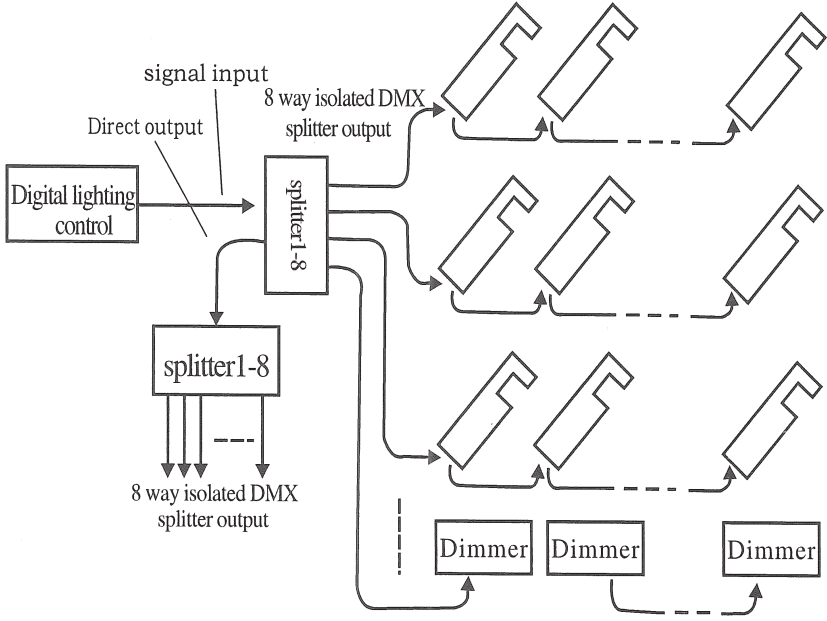 signal input
8 way isolated DMX
splitter output
Direct output
Digital lighting
control
splitter1-8
splitter1-8
8 way isolated DMX
splitter output
Dimmer
Dimmer
Dimmer